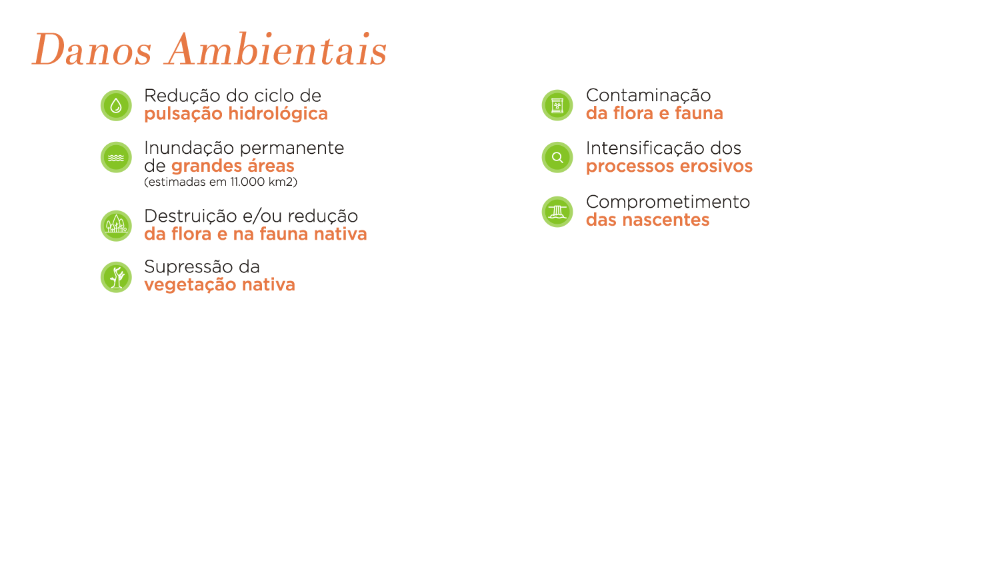 Danos Ambientais
Redução do ciclo de
pulsação hidrológica
Inundação permanente
de grandes áreas
(estimadas em 11.000 km2)
Destruição e/ou redução
da flora e na fauna nativa
Supressão da
vegetação nativa
Contaminação
da flora e fauna
Intensificação dos
processos erosivos
Comprometimento
das nascentes